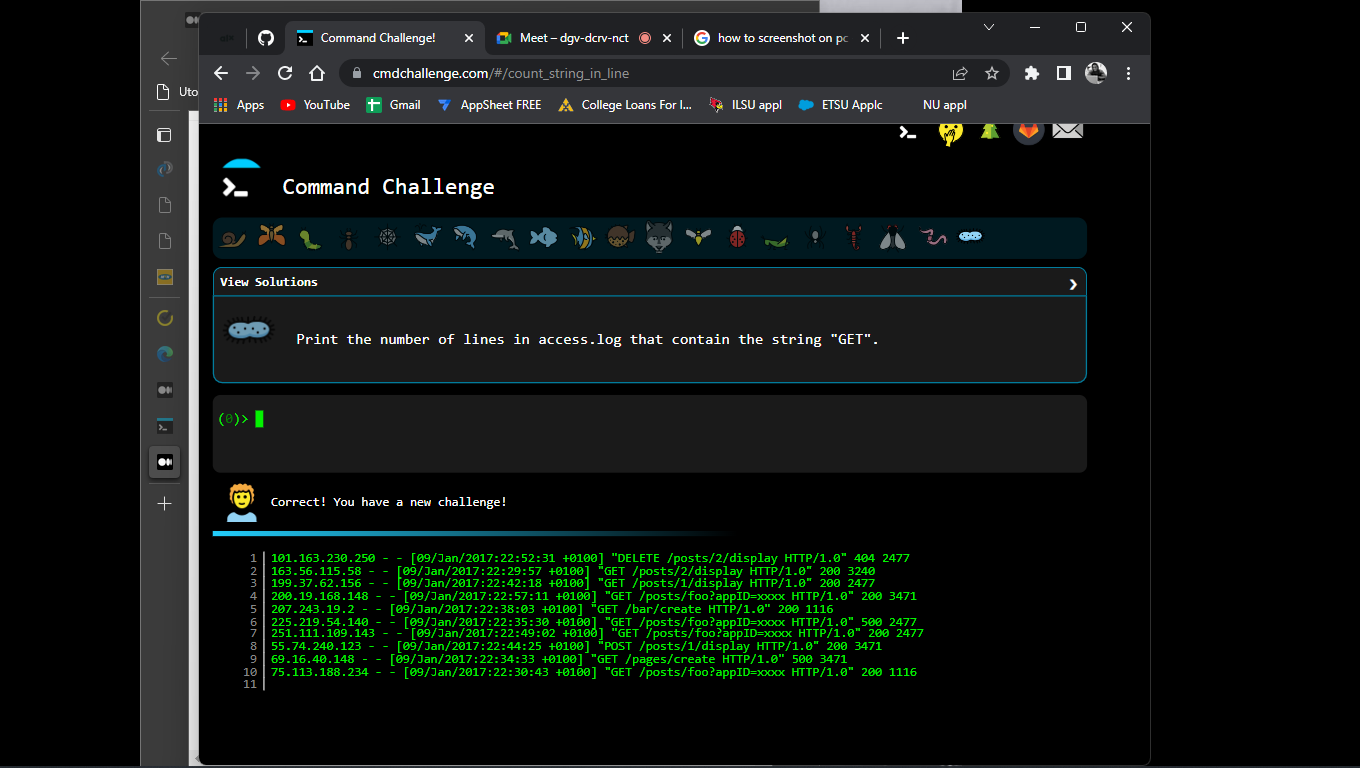 Command Challenge!
Meet – dgv-dcrv-nct
how to screenshot on pc
Uto
cmdchallenge.com/#/count_string_in_line
Apps
YouTube
Gmail
AppSheet FREE
College Loans For I...
ILSU appl
ETSU Applc
NU appl
Command Challenge
View Solutions
Print the number of lines in access.log that contain the string "GET".
(0)>
Correct! You have a new challenge!
1 101.163.230.250 - - [09/Jan/2017:22:52:31 +0100] "DELETE /posts/2/display HTTP/1.0" 404 2477
2 163.56.115.58 - - [09/Jan/2017:22:29:57 +0100] "GET /posts/2/display HTTP/1.0" 200 3240
3 199.37.62.156 - - [09/Jan/2017:22:42:18 +0100] "GET /posts/1/display HTTP/1.0" 200 2477
4 200.19.168.148 - - [09/Jan/2017:22:57:11 +0100] "GET /posts/foo?appID=xxxx HTTP/1.0" 200 3471
5 207.243.19.2 - - [09/Jan/2017:22:38:03 +0100] "GET /bar/create HTTP/1.0" 200 1116
6 225.219.54.140 - - [09/Jan/2017:22:35:30 +0100] "GET /posts/foo?appID=xxxx HTTP/1.0" 500 2477
7 251.111.109.143 - - [09/Jan/2017:22:49:02 +0100] "GET /posts/foo?appID=xxxx HTTP/1.0" 200 2477
8 55.74.240.123 - - [09/Jan/2017:22:44:25 +0100] "POST /posts/1/display HTTP/1.0" 200 3471
9 69.16.40.148 - - [09/Jan/2017:22:34:33 +0100] "GET /pages/create HTTP/1.0" 500 3471
10 75.113.188.234 - - [09/Jan/2017:22:30:43 +0100] "GET /posts/foo?appID=xxxx HTTP/1.0" 200 1116
11